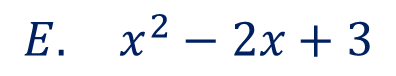 E. x² − 2x + 3